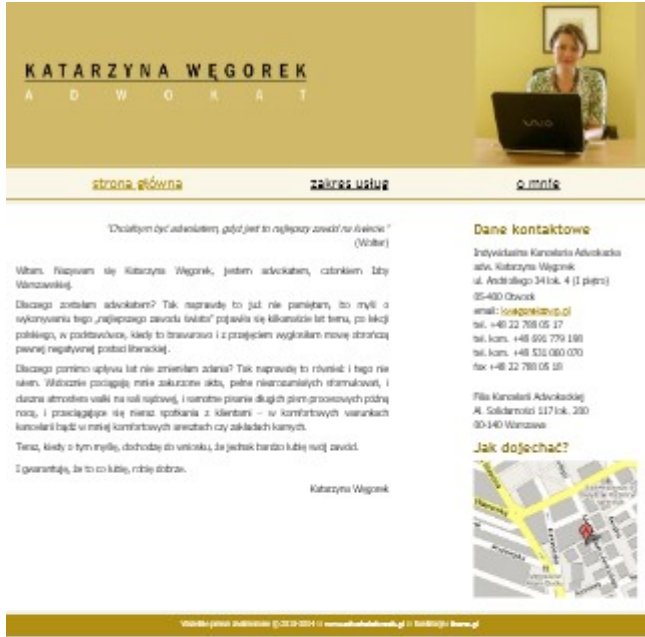 KATARZYNA WĘGOREK
ADWOKAT
VAIO
strona główna
zakres usług
o mnie
"Chciałbym być adwokatem, gdyż jest to najlepszy zawód na świecie."
(Wolter)
Witam. Nazywam się Katarzyna Węgorek, jestem adwokatem, członkiem Izby
Warszawskiej.
Dlaczego zostałam adwokatem? Tak naprawdę to już nie pamiętam, bo myśl o
wykonywaniu tego „najlepszego zawodu świata" pojawiła się kilkanaście lat temu, po lekcji
polskiego, w podstawówce, kiedy to brawurowo i z przejęciem wygłosiłam mowę obrończą
pewnej negatywnej postaci literackiej.
Dlaczego pomimo upływu lat nie zmieniłam zdania? Tak naprawdę to również i tego nie
wiem. Widocznie pociągają mnie zakurzone akta, pełne niezrozumiałych sformułowań, i
duszna atmosfera walki na sali sądowej, i samotne pisanie długich pism procesowych późną
nocą, i przeciągające się nieraz spotkania z klientami – w komfortowych warunkach
kancelarii bądź w mniej komfortowych aresztach czy zakładach karnych.
Teraz, kiedy o tym myślę, dochodzę do wniosku, że jednak bardzo lubię swój zawód.
I gwarantuję, że to co lubię, robię dobrze.
Katarzyna Węgorek
Dane kontaktowe
Indywidualna Kancelaria Adwokacka
adw. Katarzyna Węgorek
ul. Andriollego 34 lok. 4 (I piętro)
05-400 Otwock
email: kwegorek@vp.pl
tel. +48 22 788 05 17
tel. kom. +48 691 779 198
tel. kom. +48 531 060 070
fax +48 22 788 05 18
Filia Kancelarii Adwokackiej
Al. Solidarności 117 lok. 200
00-140 Warszawa
Jak dojechać?